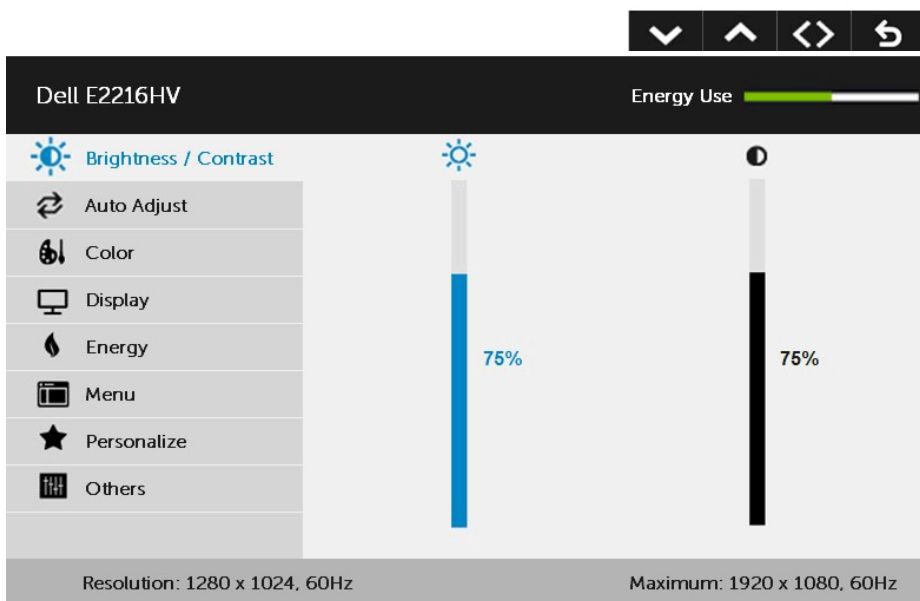 Dell E2216HV
Energy Use
Brightness / Contrast
Auto Adjust
Color
Display
Energy
Menu
Personalize
Others
75%
75%
Resolution: 1280 x 1024, 60Hz
Maximum: 1920 x 1080, 60Hz